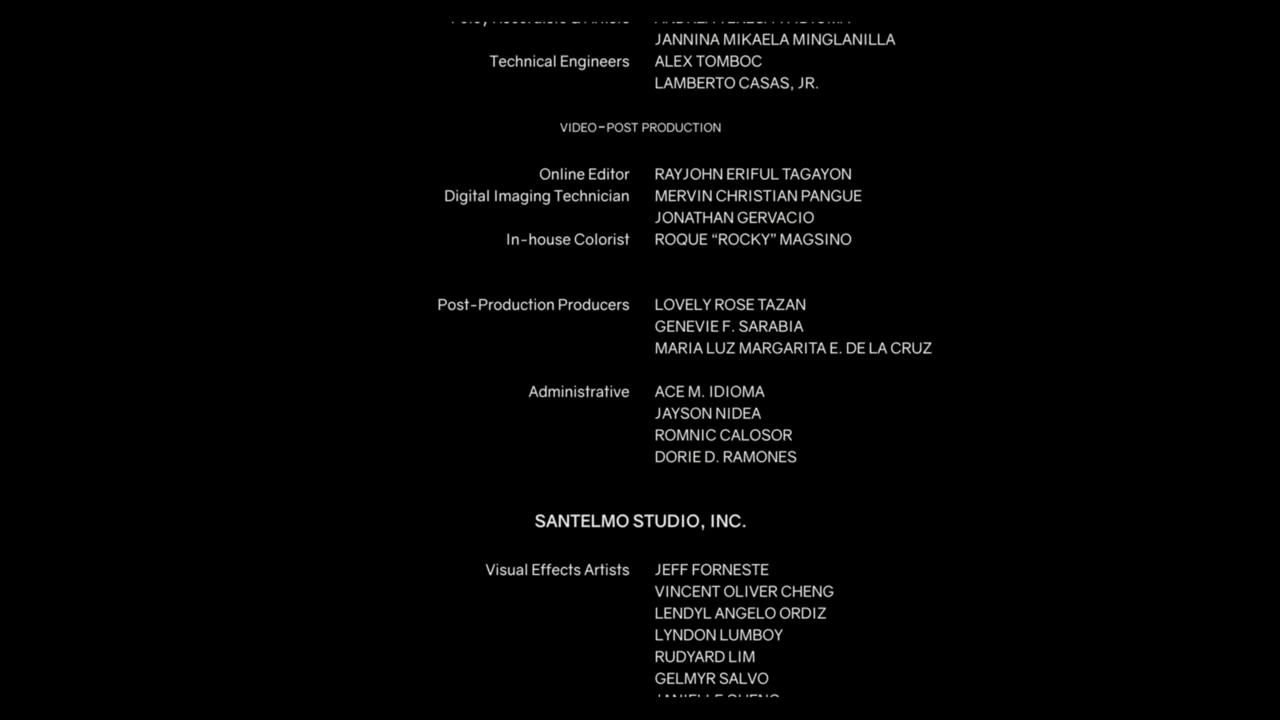 JANNINA MIKAELA MINGLANILLA
Technical Engineers ALEX TOMBOC
LAMBERTO CASAS, JR.
VIDEO-POST PRODUCTION
Online Editor RAYJOHN ERIFUL TAGAYON
Digital Imaging Technician MERVIN CHRISTIAN PANGUE
JONATHAN GERVACIO
In-house Colorist ROQUE “ROCKY” MAGSINO
Post-Production Producers LOVELY ROSE TAZAN
GENEVIE F. SARABIA
MARIA LUZ MARGARITA E. DE LA CRUZ
Administrative ACE M. IDIOMA
JAYSON NIDEA
ROMNIC CALOSOR
DORIE D. RAMONES
SANTELMO STUDIO, INC.
Visual Effects Artists JEFF FORNESTE
VINCENT OLIVER CHENG
LENDYL ANGELO ORDIZ
LYNDON LUMBOY
RUDYARD LIM
GELMYR SALVO